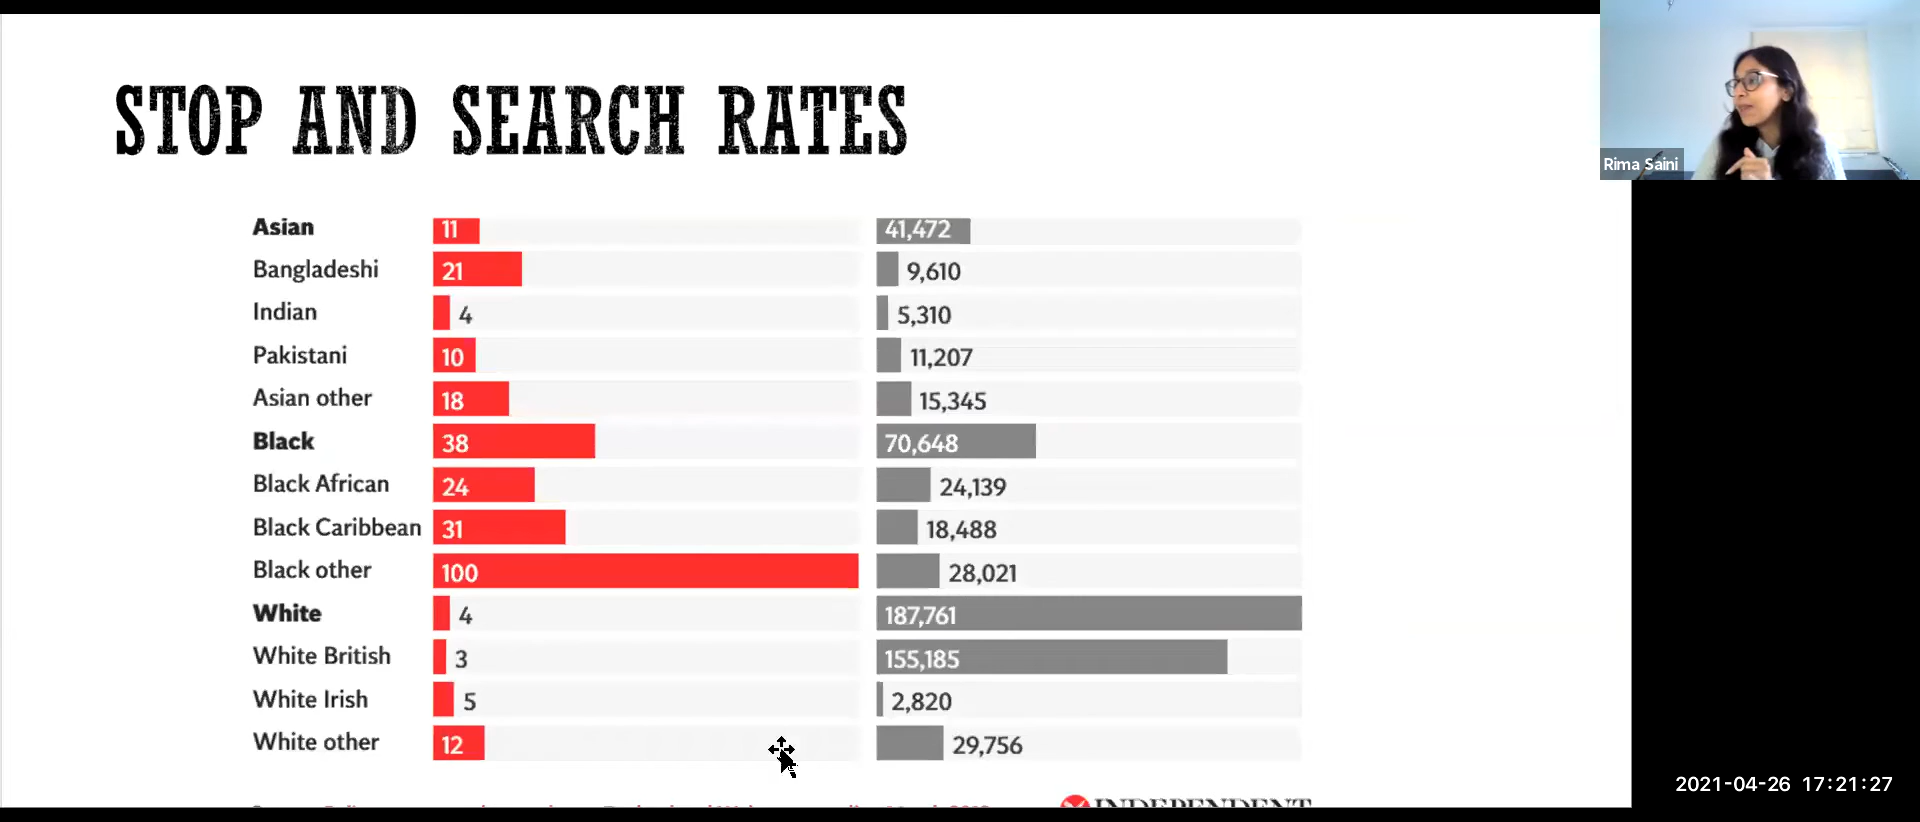 STOP AND SEARCH RATES
Rima Saini
Asian 11 41,472
Bangladeshi 21 9,610
Indian 4 5,310
Pakistani 10 11,207
Asian other 18 15,345
Black 38 70,648
Black African 24 24,139
Black Caribbean 31 18,488
Black other 100 28,021
White 4 187,761
White British 3 155,185
White Irish 5 2,820
White other 12 29,756
INDEPENDENT
2021-04-26 17:21:27